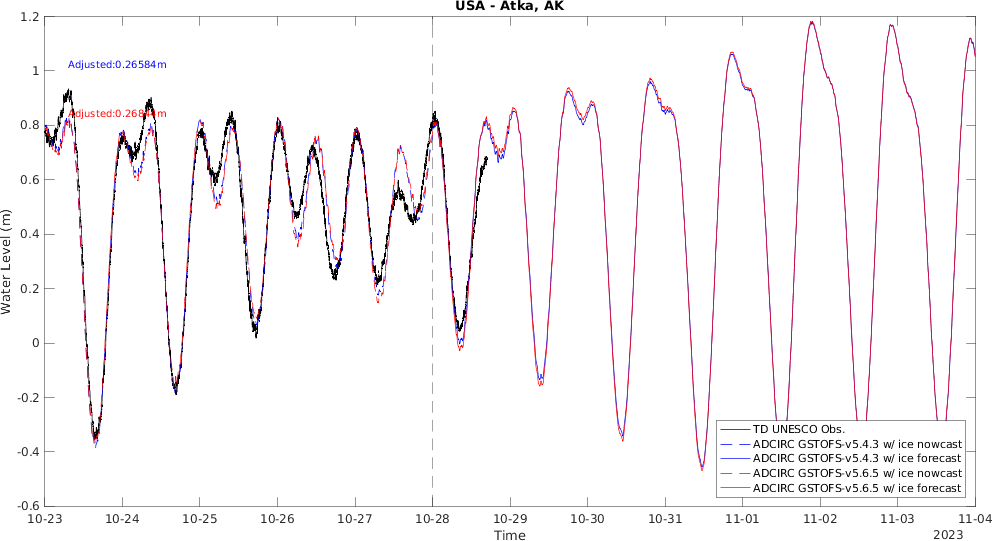 USA - Atka, AK
1.2
1
0.8
0.6
0.4
0.2
0
-0.2
-0.4
-0.6
Water Level (m)
Adjusted:0.26584m
TD UNESCO Obs.
ADCIRC GSTOFS-v5.4.3 w/ ice nowcast
ADCIRC GSTOFS-v5.4.3 w/ ice forecast
ADCIRC GSTOFS-v5.6.5 w/ ice nowcast
ADCIRC GSTOFS-v5.6.5 w/ ice forecast
10-23 10-24 10-25 10-26 10-27 10-28 10-29 10-30 10-31 11-01 11-02 11-03 11-04
Time
2023